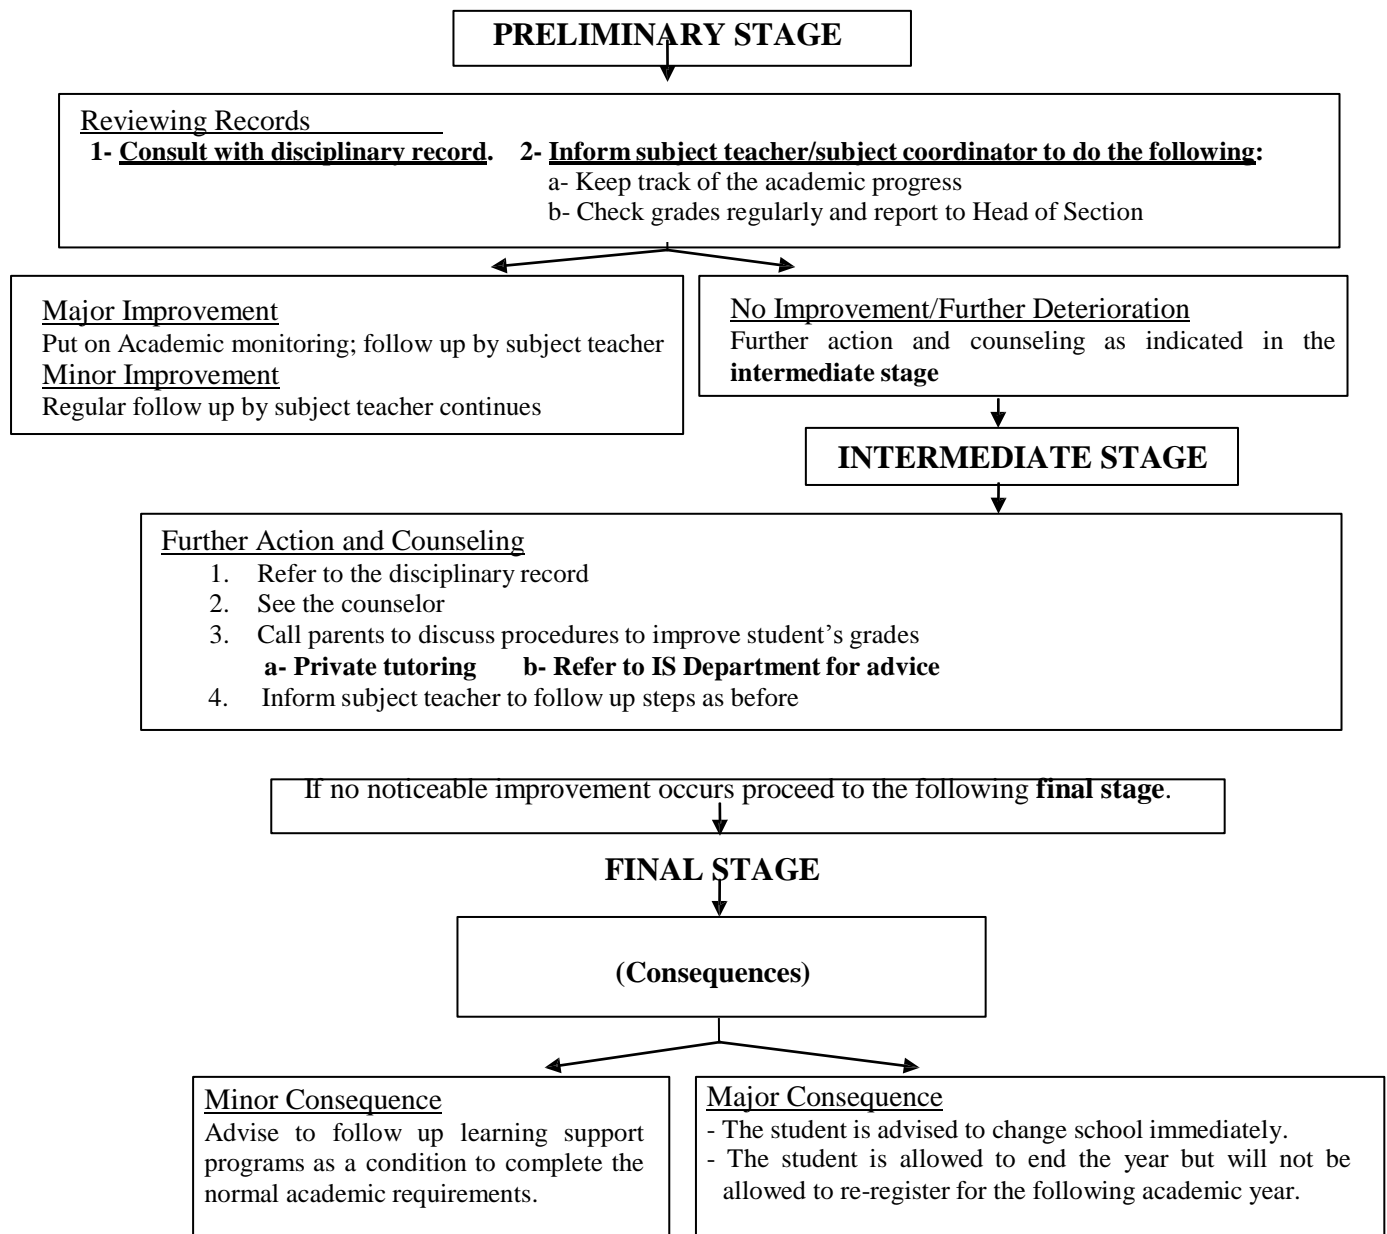 PRELIMINARY STAGE
Reviewing Records
1- Consult with disciplinary record. 2- Inform subject teacher/subject coordinator to do the following:
a- Keep track of the academic progress
b- Check grades regularly and report to Head of Section
Major Improvement
Put on Academic monitoring; follow up by subject teacher
Minor Improvement
Regular follow up by subject teacher continues
No Improvement/Further Deterioration
Further action and counseling as indicated in the
intermediate stage
INTERMEDIATE STAGE
Further Action and Counseling
1. Refer to the disciplinary record
2. See the counselor
3. Call parents to discuss procedures to improve student’s grades
a- Private tutoring b- Refer to IS Department for advice
4. Inform subject teacher to follow up steps as before
If no noticeable improvement occurs proceed to the following final stage.
FINAL STAGE
(Consequences)
Minor Consequence
Advise to follow up learning support
programs as a condition to complete the
normal academic requirements.
Major Consequence
- The student is advised to change school immediately.
- The student is allowed to end the year but will not be
allowed to re-register for the following academic year.